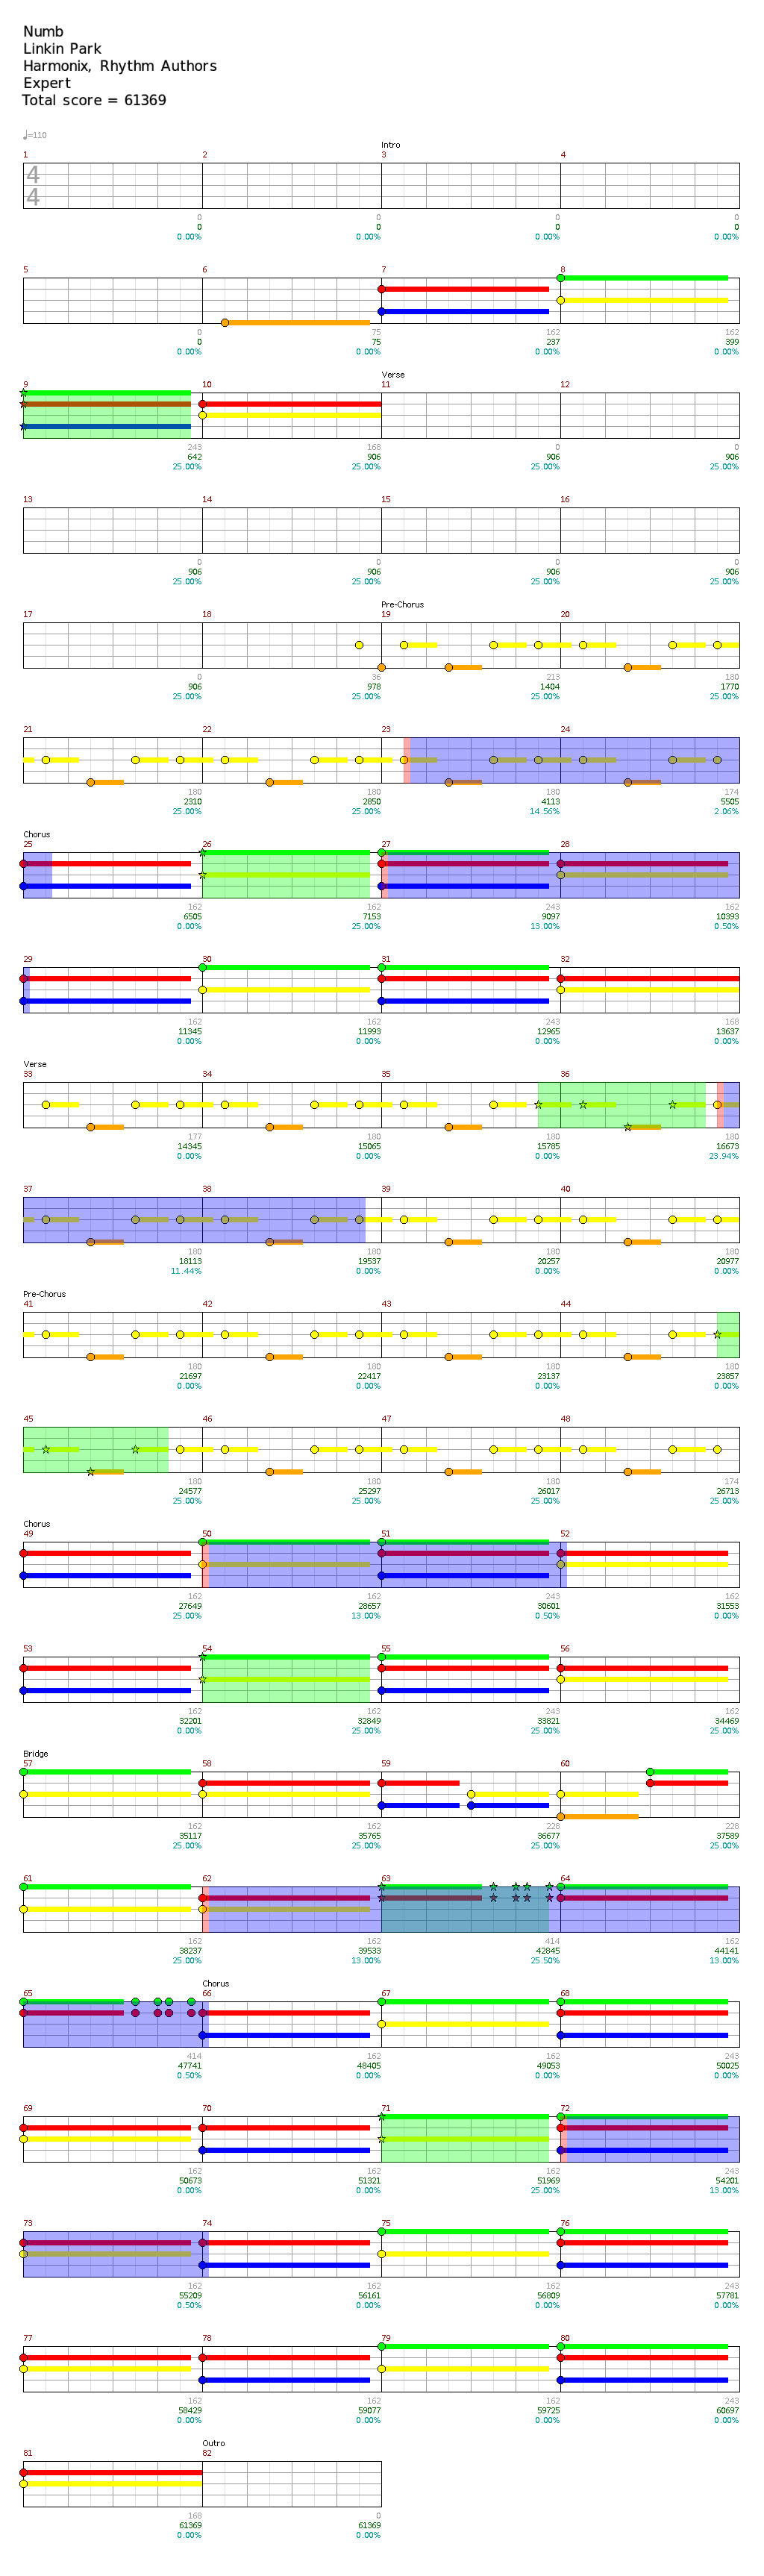 Numb
Linkin Park
Harmonix, Rhythm Authors
Expert
Total score = 61369
♩=110
Intro
1 2 3 4
4
4
0 0 0 0
0 0 0 0
0.00% 0.00% 0.00% 0.00%
5 6 7 8
0 75 162 162
0 75 237 399
0.00% 0.00% 0.00% 0.00%
Verse
9 10 11 12
243 168 0 0
642 906 906 906
25.00% 25.00% 25.00% 25.00%
13 14 15 16
0 0 0 0
906 906 906 906
25.00% 25.00% 25.00% 25.00%
Pre-Chorus
17 18 19 20
0 36 213 180
906 978 1404 1770
25.00% 25.00% 25.00% 25.00%
21 22 23 24
180 180 180 174
2310 2850 4113 5505
25.00% 25.00% 14.56% 2.06%
Chorus
25 26 27 28
162 162 243 162
6505 7153 9097 10393
0.00% 25.00% 13.00% 0.50%
29 30 31 32
162 162 243 168
11345 11993 12965 13637
0.00% 0.00% 0.00% 0.00%
Verse
33 34 35 36
177 180 180 180
14345 15065 15785 16673
0.00% 0.00% 0.00% 23.94%
37 38 39 40
180 180 180 180
18113 19537 20257 20977
11.44% 0.00% 0.00% 0.00%
Pre-Chorus
41 42 43 44
180 180 180 180
21697 22417 23137 23857
0.00% 0.00% 0.00% 0.00%
45 46 47 48
180 180 180 174
24577 25297 26017 26713
25.00% 25.00% 25.00% 25.00%
Chorus
49 50 51 52
162 162 243 162
27649 28657 30601 31553
25.00% 13.00% 0.50% 0.00%
53 54 55 56
162 162 243 162
32201 32849 33821 34469
0.00% 25.00% 25.00% 25.00%
Bridge
57 58 59 60
162 162 228 228
35117 35765 36677 37589
25.00% 25.00% 25.00% 25.00%
61 62 63 64
162 162 414 162
38237 39533 42845 44141
25.00% 13.00% 25.50% 13.00%
Chorus
65 66 67 68
414 162 162 243
47741 48405 49053 50025
0.50% 0.00% 0.00% 0.00%
69 70 71 72
162 162 162 243
50673 51321 51969 54201
0.00% 0.00% 25.00% 13.00%
73 74 75 76
162 162 162 243
55209 56161 56809 57781
0.50% 0.00% 0.00% 0.00%
77 78 79 80
162 162 162 243
58429 59077 59725 60697
0.00% 0.00% 0.00% 0.00%
Outro
81 82
168 0
61369 61369
0.00% 0.00%